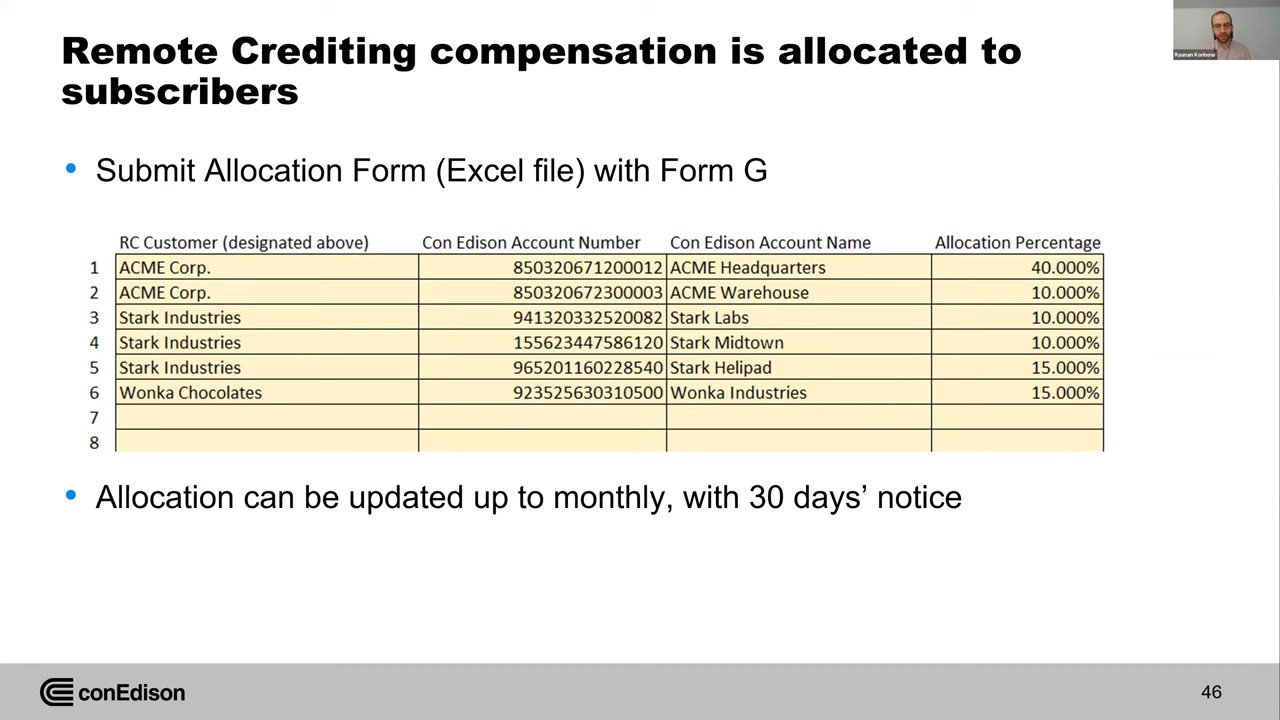 Remote Crediting compensation is allocated to
subscribers
Raanan Korinow
• Submit Allocation Form (Excel file) with Form G
RC Customer (designated above) Con Edison Account Number Con Edison Account Name Allocation Percentage
1 ACME Corp. 850320671200012 ACME Headquarters 40.000%
2 ACME Corp. 850320672300003 ACME Warehouse 10.000%
3 Stark Industries 941320332520082 Stark Labs 10.000%
4 Stark Industries 155623447586120 Stark Midtown 10.000%
5 Stark Industries 965201160228540 Stark Helipad 15.000%
6 Wonka Chocolates 923525630310500 Wonka Industries 15.000%
7
8
• Allocation can be updated up to monthly, with 30 days’ notice
conEdison
46